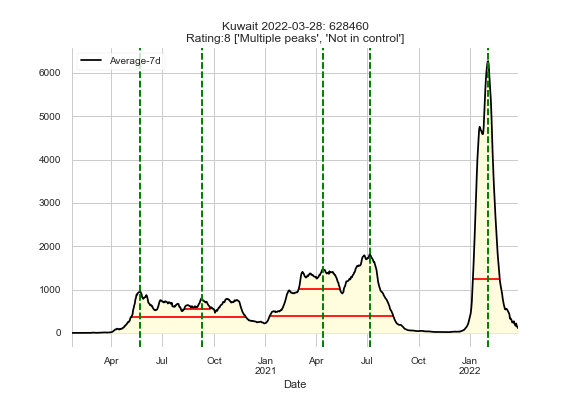 Kuwait 2022-03-28: 628460
Rating:8 ['Multiple peaks', 'Not in control']
Average-7d
6000
5000
4000
3000
2000
1000
0
Apr Jul Oct Jan Apr Jul Oct Jan
2021 2022
Date